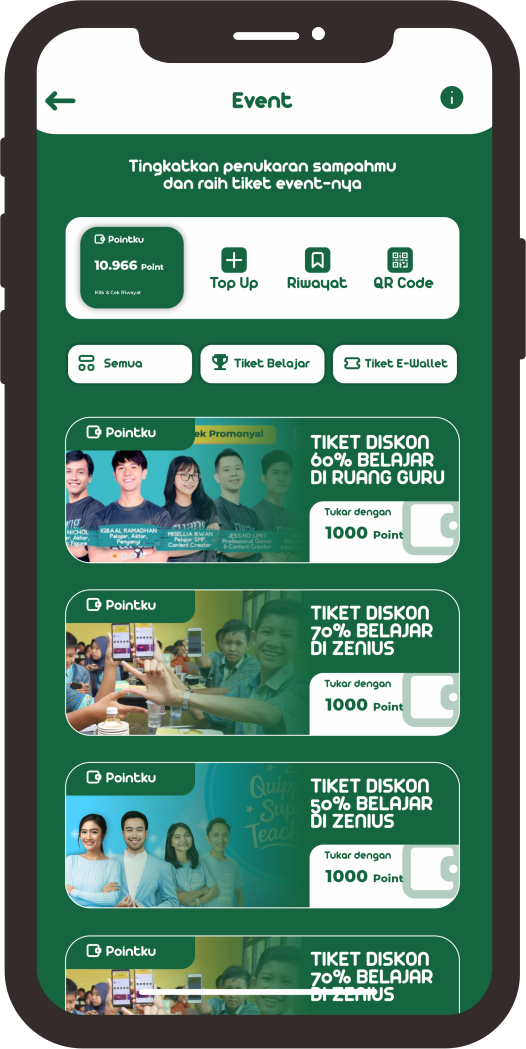 Event
Tingkatkan penukaran sampahmu
dan raih tiket event-nya
Pointku
10.966 Point
Klik & Cek Riwayat
Top Up
Riwayat
QR Code
Semua
Tiket Belajar
Tiket E-Wallet
Pointku
ek Promonya!
TIKET DISKON
60% BELAJAR
DI RUANG GURU
Tukar dengan
1000 Point
IQBAAL RAMADHAN
Pelajar, Aktor,
Penyanyi
JESS NO LIMIT
Professional Gamer
& Content Creator
Pelajar SMP,
Content Creator
Pointku
TIKET DISKON
70% BELAJAR
DI ZENIUS
Tukar dengan
1000 Point
Pointku
TIKET DISKON
50% BELAJAR
DI ZENIUS
Tukar dengan
1000 Point
Quipp
Sup
Teach
Pointku
TIKET DISKON
70% BELAJAR
DI ZENIUS